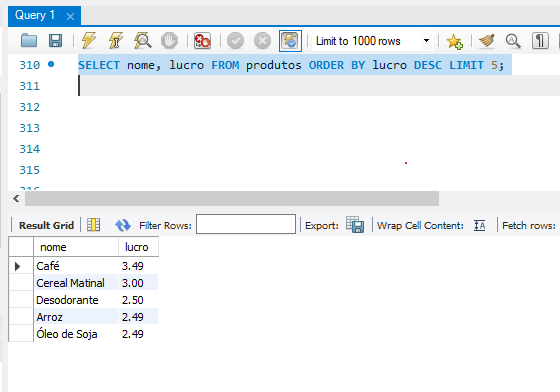 Query 1
Limit to 1000 rows
310 SELECT nome, lucro FROM produtos ORDER BY lucro DESC LIMIT 5;
311
312
313
314
315
316
Result Grid Filter Rows: Export: Wrap Cell Content: Fetch rows:
nome lucro
Café 3.49
Cereal Matinal 3.00
Desodorante 2.50
Arroz 2.49
Óleo de Soja 2.49